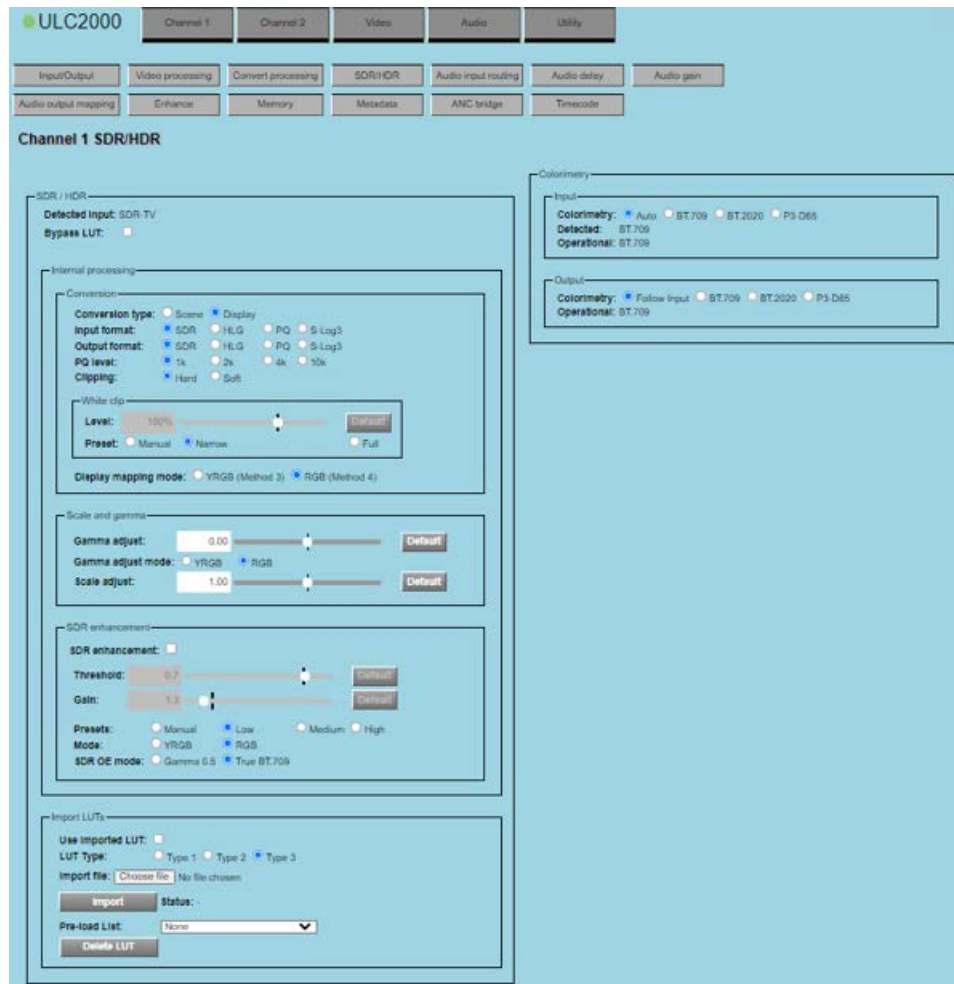 ULC2000 Channel 1 Channel 2 Video Audio Utility
Input/Output Video processing Convert processing SDR/HDR Audio input routing Audio delay Audio gain
Audio output mapping Enhance Memory Metadata ANC bridge Timecode
Channel 1 SDR/HDR
SDR / HDR
Detected Input: SDR-TV
Bypass LUT:
Internal processing
Conversion
Conversion type: Scene Display
Input format: SDR HLG PQ S-Log3
Output format: SDR HLG PQ S-Log3
PQ level: 1k 2k 4k 10k
Clipping: Hard Soft
White clip
Level: 100% Default
Preset: Manual Narrow Full
Display mapping mode: YRGB (Method 3) RGB (Method 4)
Scale and gamma
Gamma adjust: 0.00 Default
Gamma adjust mode: YRGB RGB
Scale adjust: 1.00 Default
SDR enhancement
SDR enhancement:
Threshold: 0.7 Default
Gain: 1.3 Default
Presets: Manual Low Medium High
Mode: YRGB RGB
SDR OE mode: Gamma 0.5 True BT.709
Import LUTs
Use Imported LUT:
LUT Type: Type 1 Type 2 Type 3
Import file: Choose file No file chosen
Import Status: -
Pre-load List: None
Delete LUT
Colorimetry
Input
Colorimetry: Auto BT.709 BT.2020 P3-D65
Detected: BT.709
Operational: BT.709
Output
Colorimetry: Follow Input BT.709 BT.2020 P3-D65
Operational: BT.709